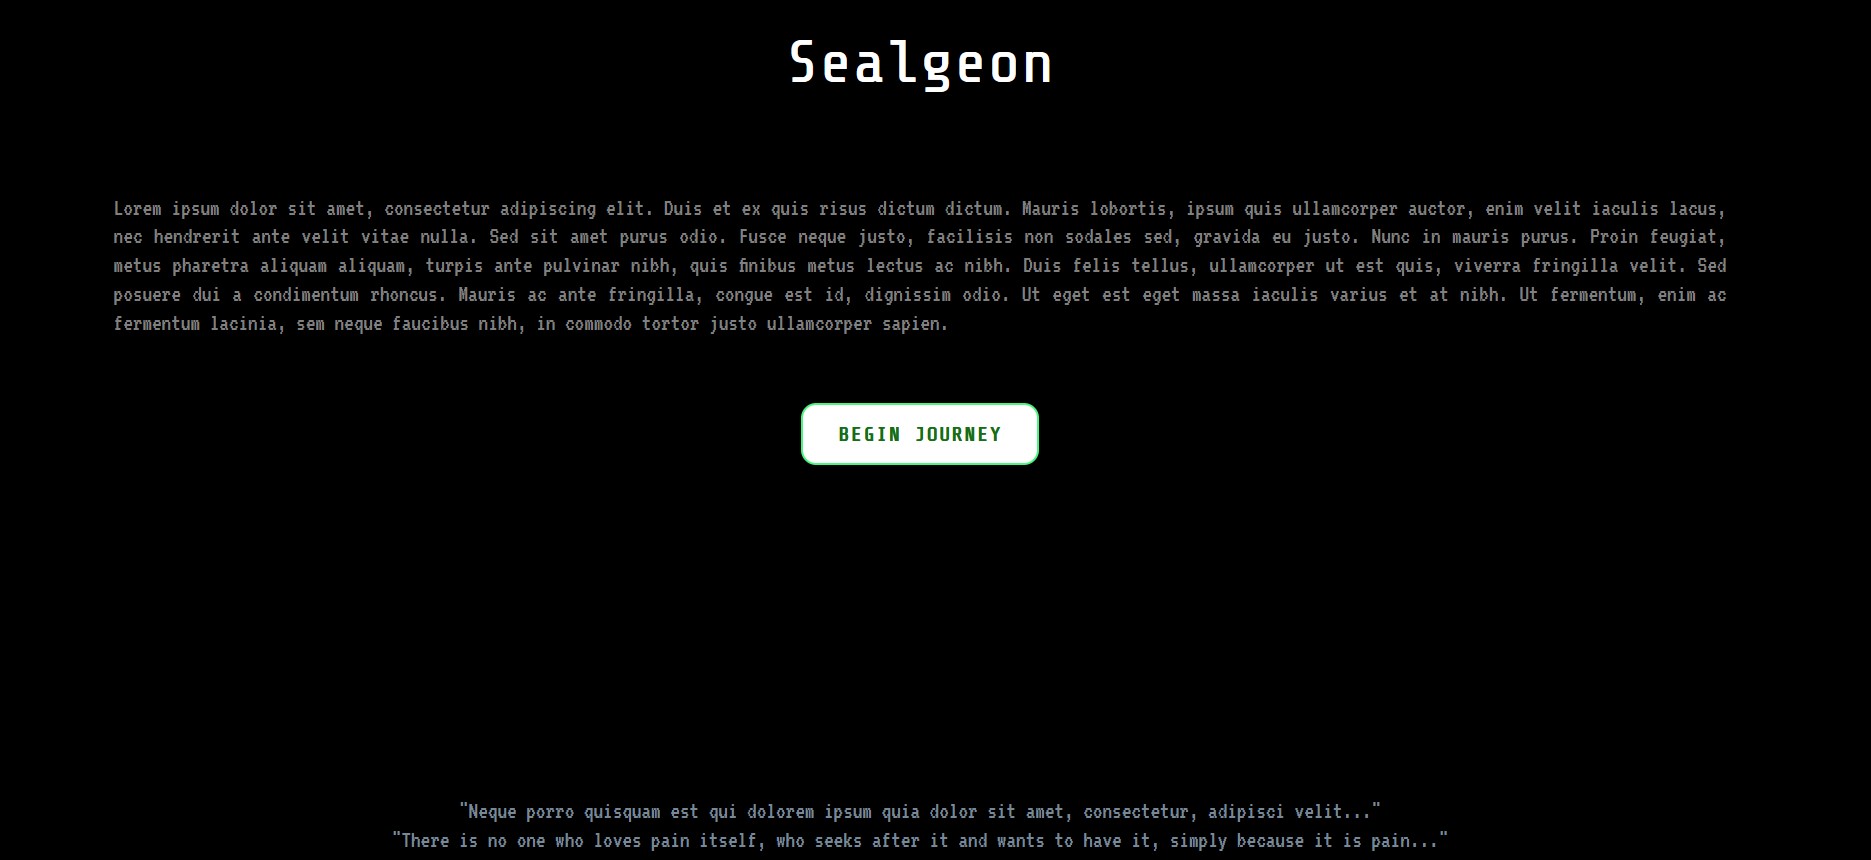 Sealgeon
Lorem ipsum dolor sit amet, consectetur adipiscing elit. Duis et ex quis risus dictum dictum. Mauris lobortis, ipsum quis ullamcorper auctor, enim velit iaculis lacus,
nec hendrerit ante velit vitae nulla. Sed sit amet purus odio. Fusce neque justo, facilisis non sodales sed, gravida eu justo. Nunc in mauris purus. Proin feugiat,
metus pharetra aliquam aliquam, turpis ante pulvinar nibh, quis finibus metus lectus ac nibh. Duis felis tellus, ullamcorper ut est quis, viverra fringilla velit. Sed
posuere dui a condimentum rhoncus. Mauris ac ante fringilla, congue est id, dignissim odio. Ut eget est eget massa iaculis varius et at nibh. Ut fermentum, enim ac
fermentum lacinia, sem neque faucibus nibh, in commodo tortor justo ullamcorper sapien.
BEGIN JOURNEY
"Neque porro quisquam est qui dolorem ipsum quia dolor sit amet, consectetur, adipisci velit..."
"There is no one who loves pain itself, who seeks after it and wants to have it, simply because it is pain..."